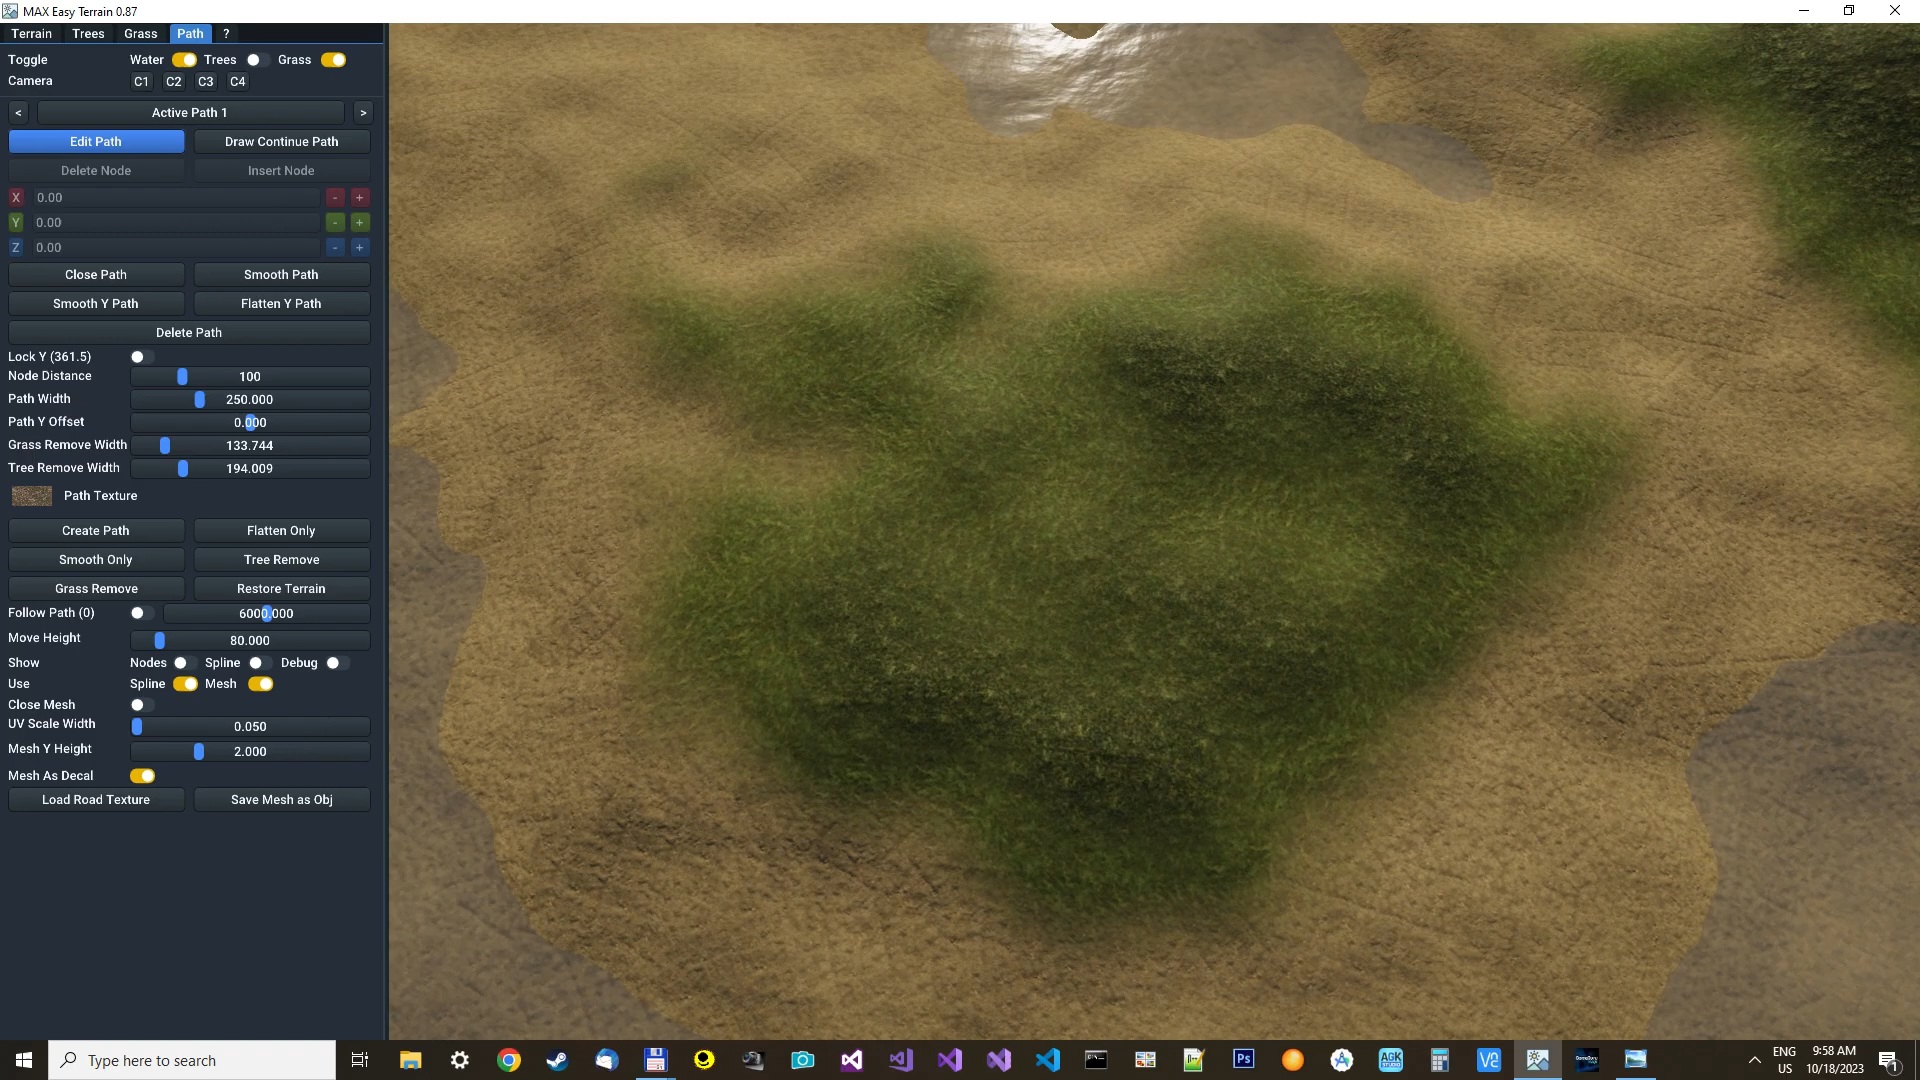 MAX Easy Terrain 0.87
Terrain Trees Grass Path ?
Toggle Water Trees Grass
Camera C1 C2 C3 C4
< Active Path 1 >
Edit Path Draw Continue Path
Delete Node Insert Node
X 0.00 - +
Y 0.00 - +
Z 0.00 - +
Close Path Smooth Path
Smooth Y Path Flatten Y Path
Delete Path
Lock Y (361.5)
Node Distance 100
Path Width 250.000
Path Y Offset 0.000
Grass Remove Width 133.744
Tree Remove Width 194.009
Path Texture
Create Path Flatten Only
Smooth Only Tree Remove
Grass Remove Restore Terrain
Follow Path (0) 6000.000
Move Height 80.000
Show Nodes Spline Debug
Use Spline Mesh
Close Mesh
UV Scale Width 0.050
Mesh Y Height 2.000
Mesh As Decal
Load Road Texture Save Mesh as Obj
Type here to search
Ps
AGK
STUDIO
ENG
US
9:58 AM
10/18/2023
1